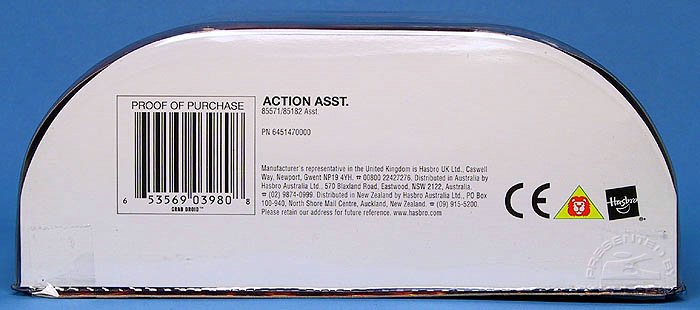 PROOF OF PURCHASE
6 53569 03980 8
CRAB DROID™
ACTION ASST.
85571/85182 Asst.
PN 6451470000
Manufacturer's representative in the United Kingdom is Hasbro UK Ltd., Caswell
Way, Newport, Gwent NP19 4YH. ☎ 00800 22427276. Distributed in Australia by
Hasbro Australia Ltd., 570 Blaxland Road, Eastwood, NSW 2122, Australia.
☎ (02) 9874-0999. Distributed in New Zealand by Hasbro Australia Ltd., PO Box
100-940, North Shore Mail Centre, Auckland, New Zealand. ☎ (09) 915-5200.
Please retain our address for future reference. www.hasbro.com.
CE
Hasbro
®
PRESENTED BY